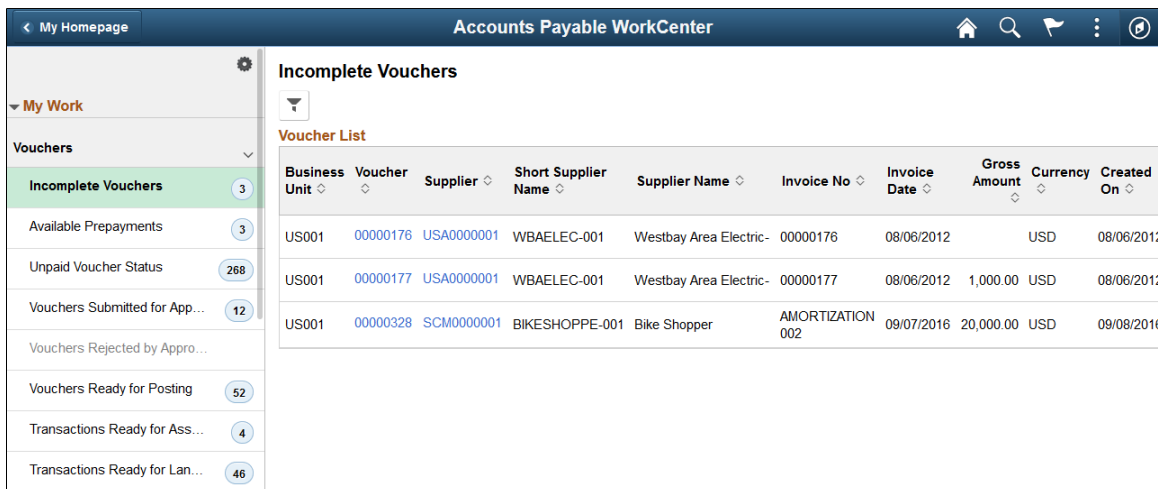 My Homepage
Accounts Payable WorkCenter
My Work
Vouchers
Incomplete Vouchers 3
Available Prepayments 3
Unpaid Voucher Status 268
Vouchers Submitted for App... 12
Vouchers Rejected by Appro...
Vouchers Ready for Posting 52
Transactions Ready for Ass... 4
Transactions Ready for Lan... 46
Incomplete Vouchers
Voucher List
Business Unit Voucher Supplier Short Supplier Name Supplier Name Invoice No Invoice Date Gross Amount Currency Created On
US001 00000176 USA0000001 WBAELEC-001 Westbay Area Electric- 00000176 08/06/2012 USD 08/06/2012
US001 00000177 USA0000001 WBAELEC-001 Westbay Area Electric- 00000177 08/06/2012 1,000.00 USD 08/06/2012
US001 00000328 SCM0000001 BIKESHOPPE-001 Bike Shopper AMORTIZATION 002 09/07/2016 20,000.00 USD 09/08/2016